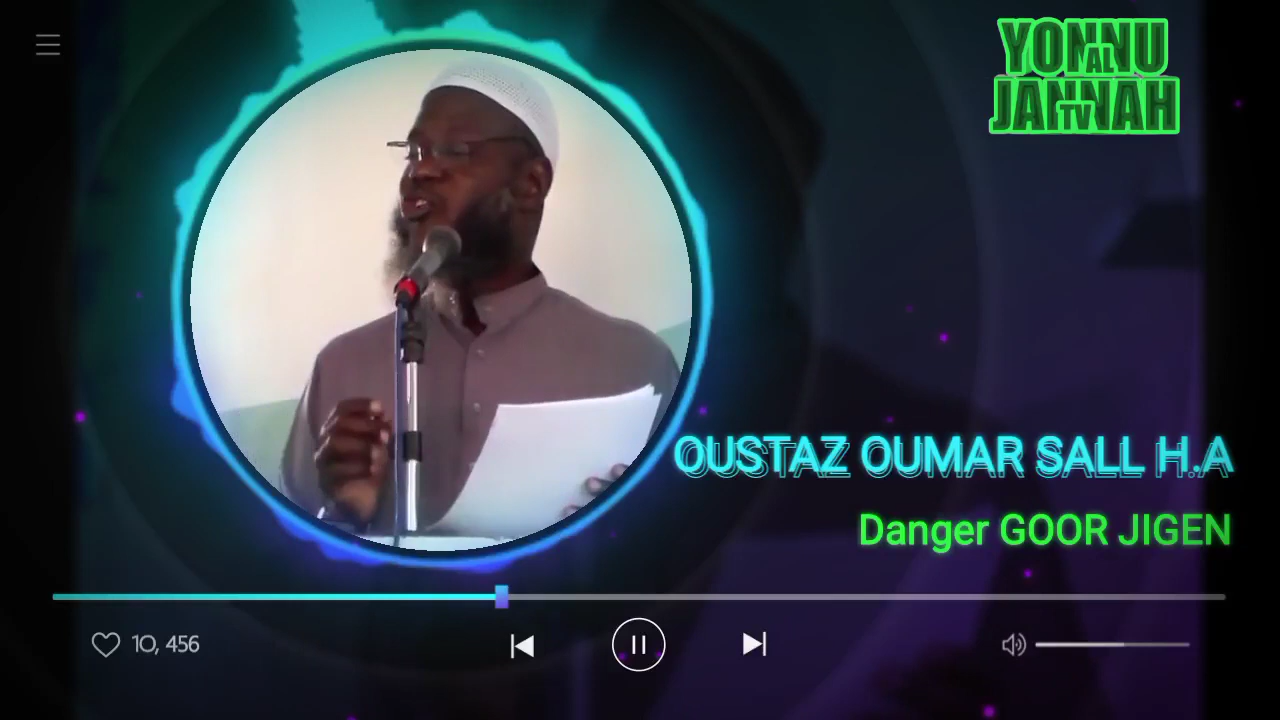 YONNU
AL
JANNAH
TV
OUSTAZ OUMAR SALL H.A
Danger GOOR JIGEN
10, 456